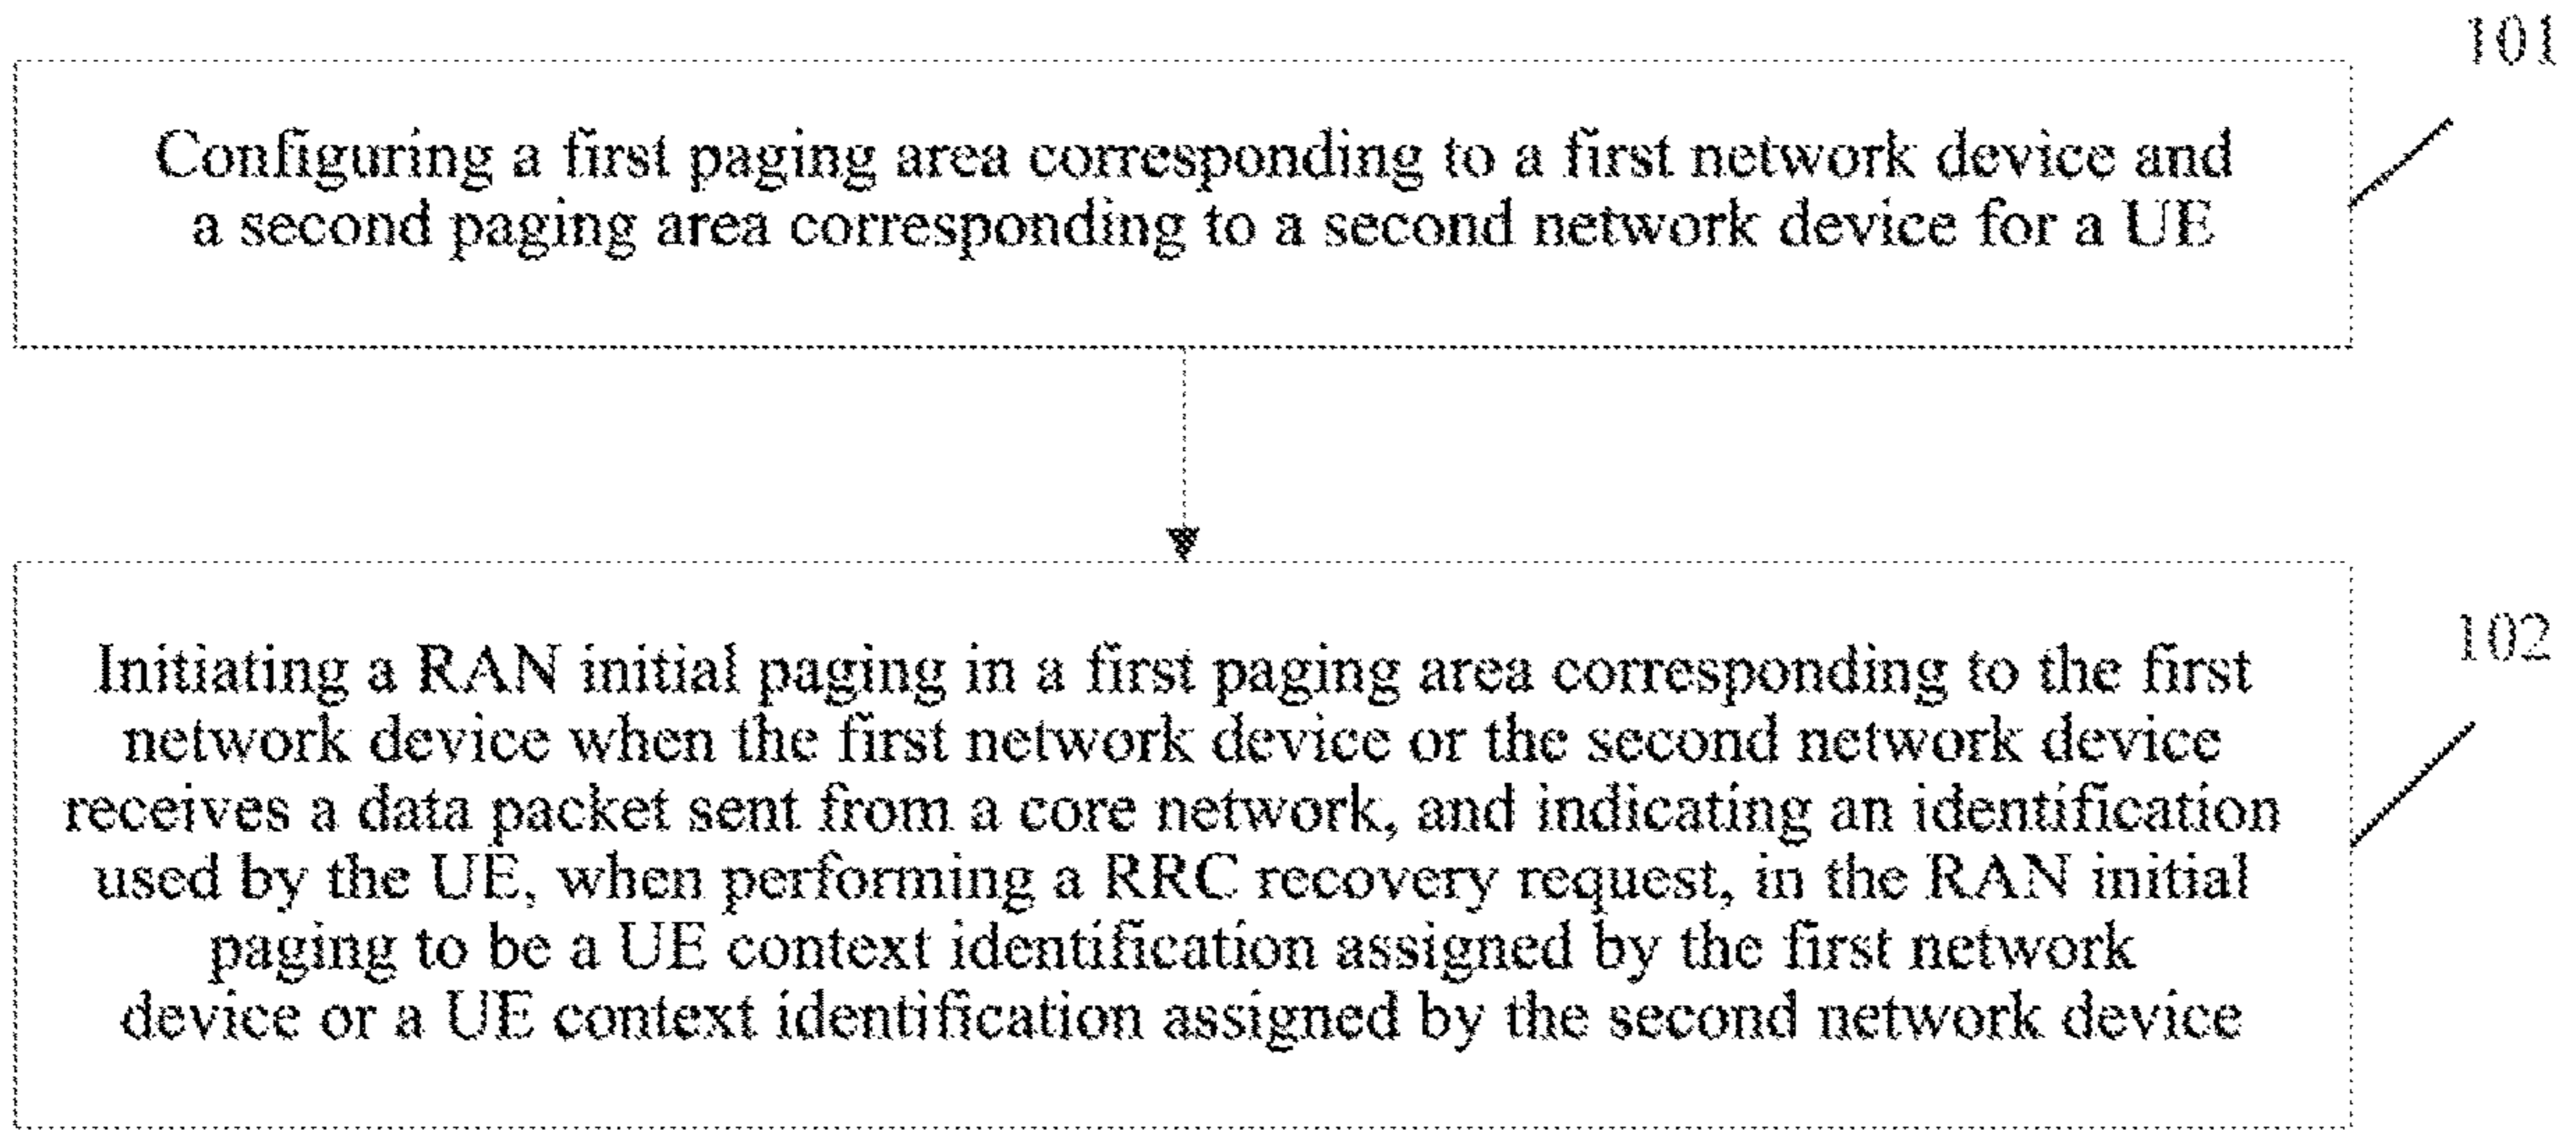 101
Configuring a first paging area corresponding to a first network device and
a second paging area corresponding to a second network device for a UE
102
Initiating a RAN initial paging in a first paging area corresponding to the first
network device when the first network device or the second network device
receives a data packet sent from a core network, and indicating an identification
used by the UE, when performing a RRC recovery request, in the RAN initial
paging to be a UE context identification assigned by the first network
device or a UE context identification assigned by the second network device